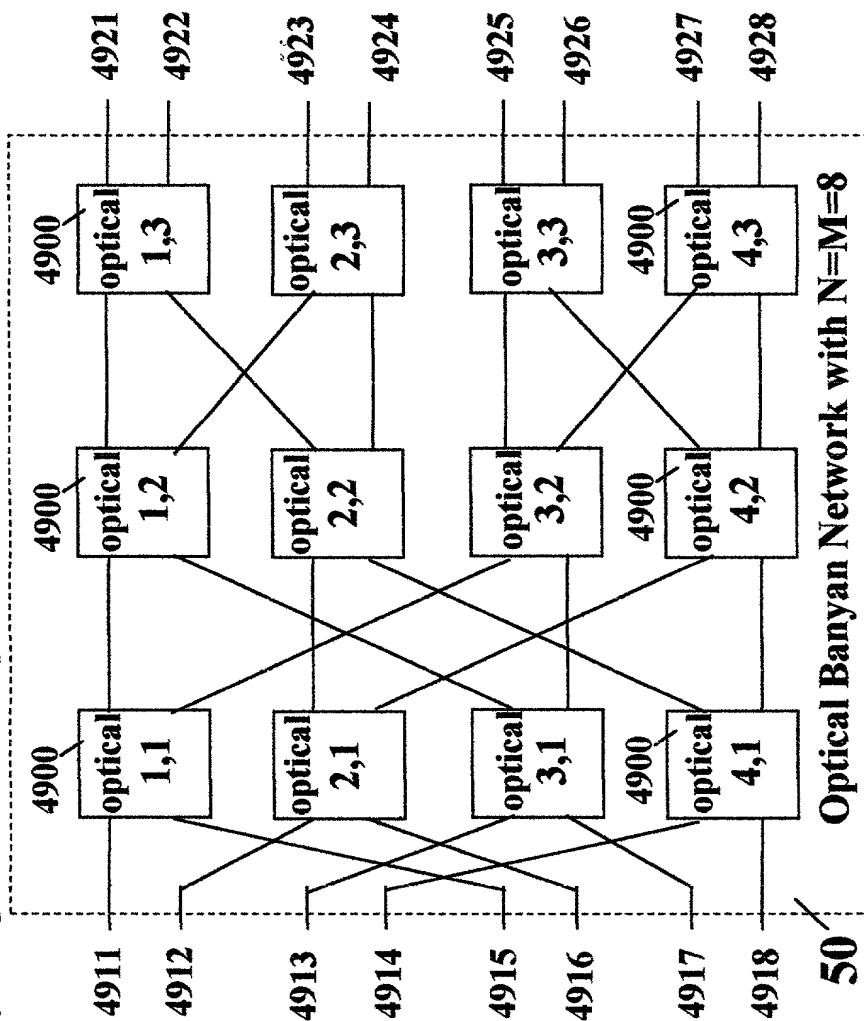 4921
4922
4923
4924
4925
4926
4927
4928
4900
optical
1,3
optical
2,3
optical
3,3
4900
optical
4,3
4900
optical
1,2
optical
2,2
optical
3,2
4900
optical
4,2
4900
optical
1,1
optical
2,1
optical
3,1
4900
optical
4,1
4911
4912
4913
4914
4915
4916
4917
4918
50
Optical Banyan Network with N=M=8